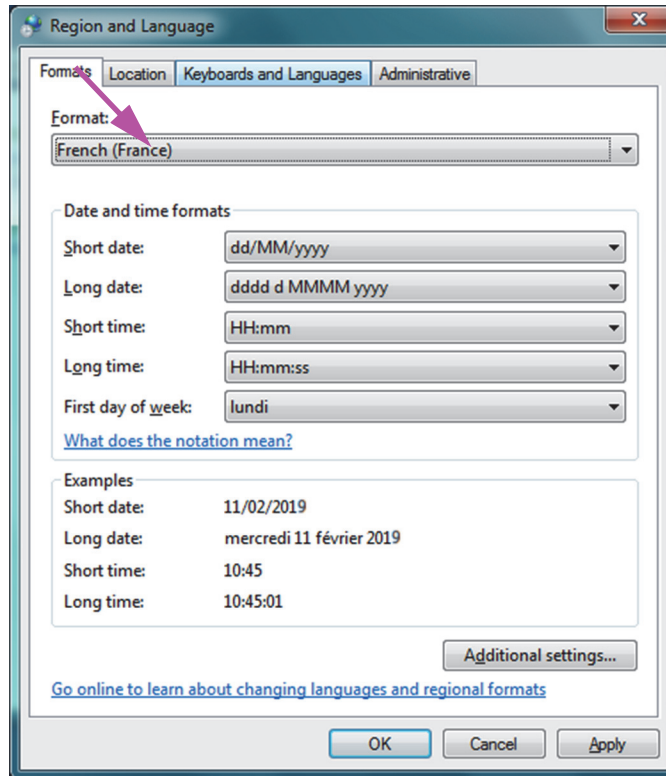 Region and Language
Formats Location Keyboards and Languages Administrative
Format:
French (France)
Date and time formats
Short date: dd/MM/yyyy
Long date: dddd d MMMM yyyy
Short time: HH:mm
Long time: HH:mm:ss
First day of week: lundi
What does the notation mean?
Examples
Short date: 11/02/2019
Long date: mercredi 11 février 2019
Short time: 10:45
Long time: 10:45:01
Additional settings...
Go online to learn about changing languages and regional formats
OK Cancel Apply